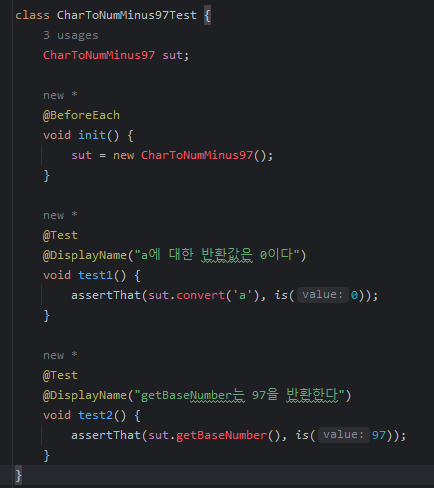 class CharToNumMinus97Test {
3 usages
CharToNumMinus97 sut;
new *
@BeforeEach
void init() {
sut = new CharToNumMinus97();
}
new *
@Test
@DisplayName("a에 대한 반환값은 0이다")
void test1() {
assertThat(sut.convert('a'), is( value: 0));
}
new *
@Test
@DisplayName("getBaseNumber는 97을 반환한다")
void test2() {
assertThat(sut.getBaseNumber(), is( value: 97));
}
}